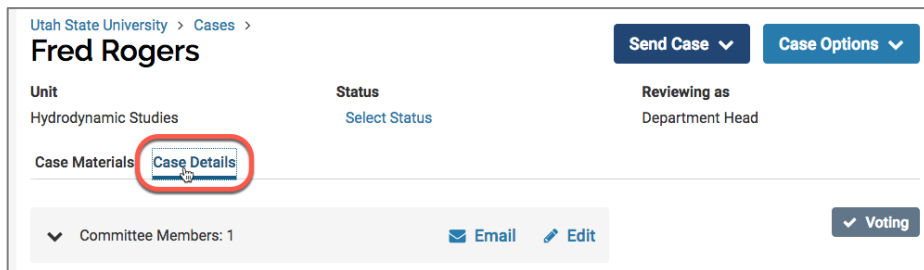 Utah State University > Cases >
Fred Rogers
Send Case
Case Options
Unit
Status
Reviewing as
Hydrodynamic Studies
Select Status
Department Head
Case Materials
Case Details
Committee Members: 1
Email
Edit
Voting